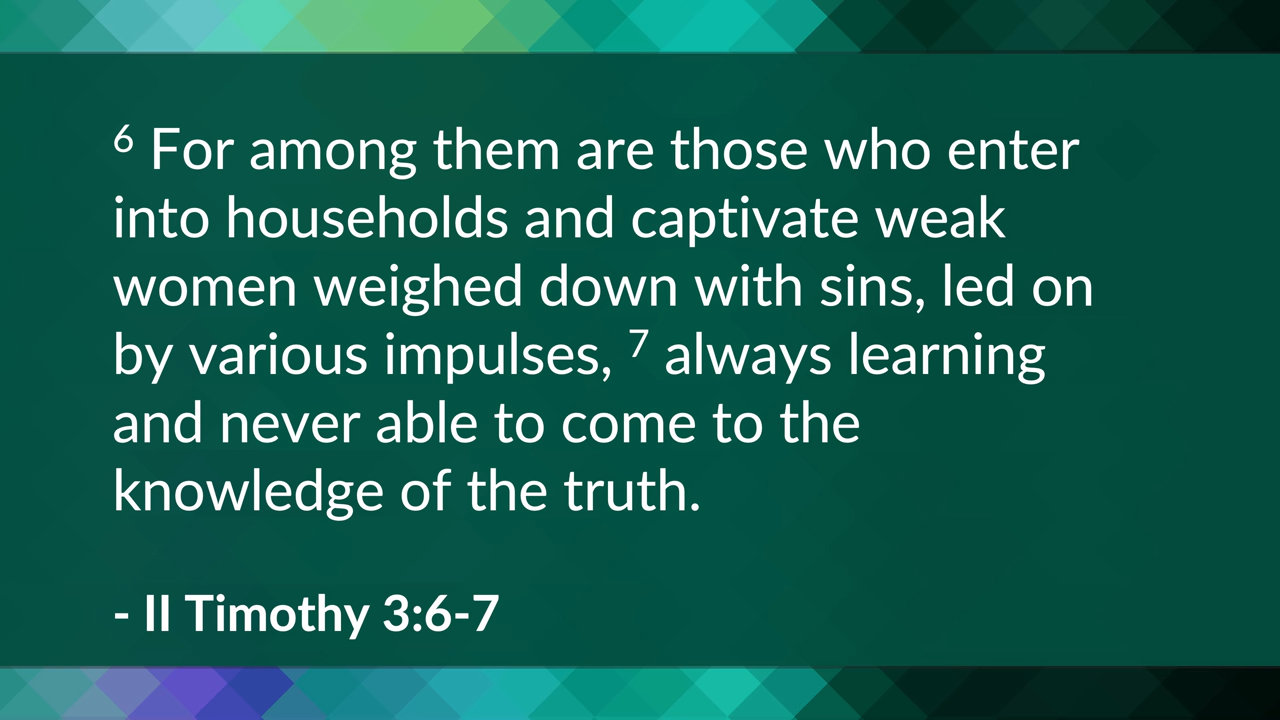 ⁶ For among them are those who enter
into households and captivate weak
women weighed down with sins, led on
by various impulses, ⁷ always learning
and never able to come to the
knowledge of the truth.
- II Timothy 3:6-7